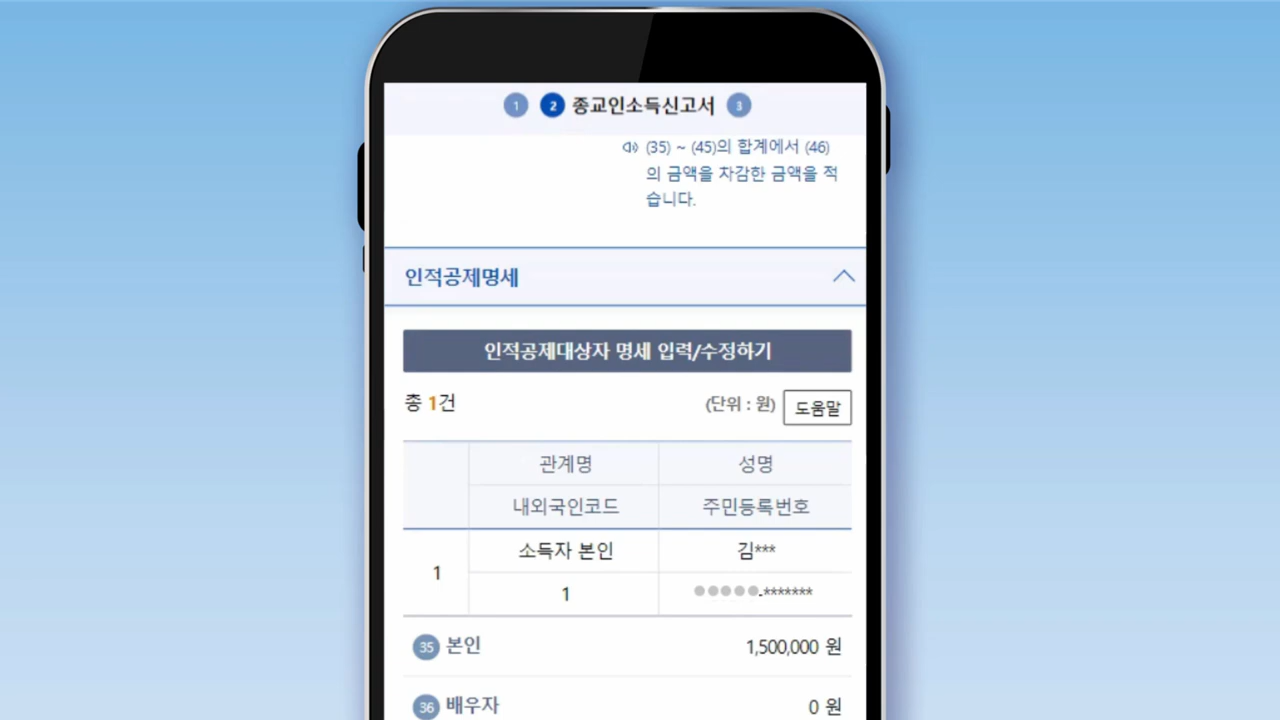 1 2 종교인소득신고서 3
(35) ~ (45)의 합계에서 (46)
의 금액을 차감한 금액을 적
습니다.
인적공제명세
인적공제대상자 명세 입력/수정하기
총 1건 (단위 : 원) 도움말
관계명 성명
내외국인코드 주민등록번호
1 소득자 본인 김***
1 ●●●●●-*******
35 본인 1,500,000 원
36 배우자 0 원